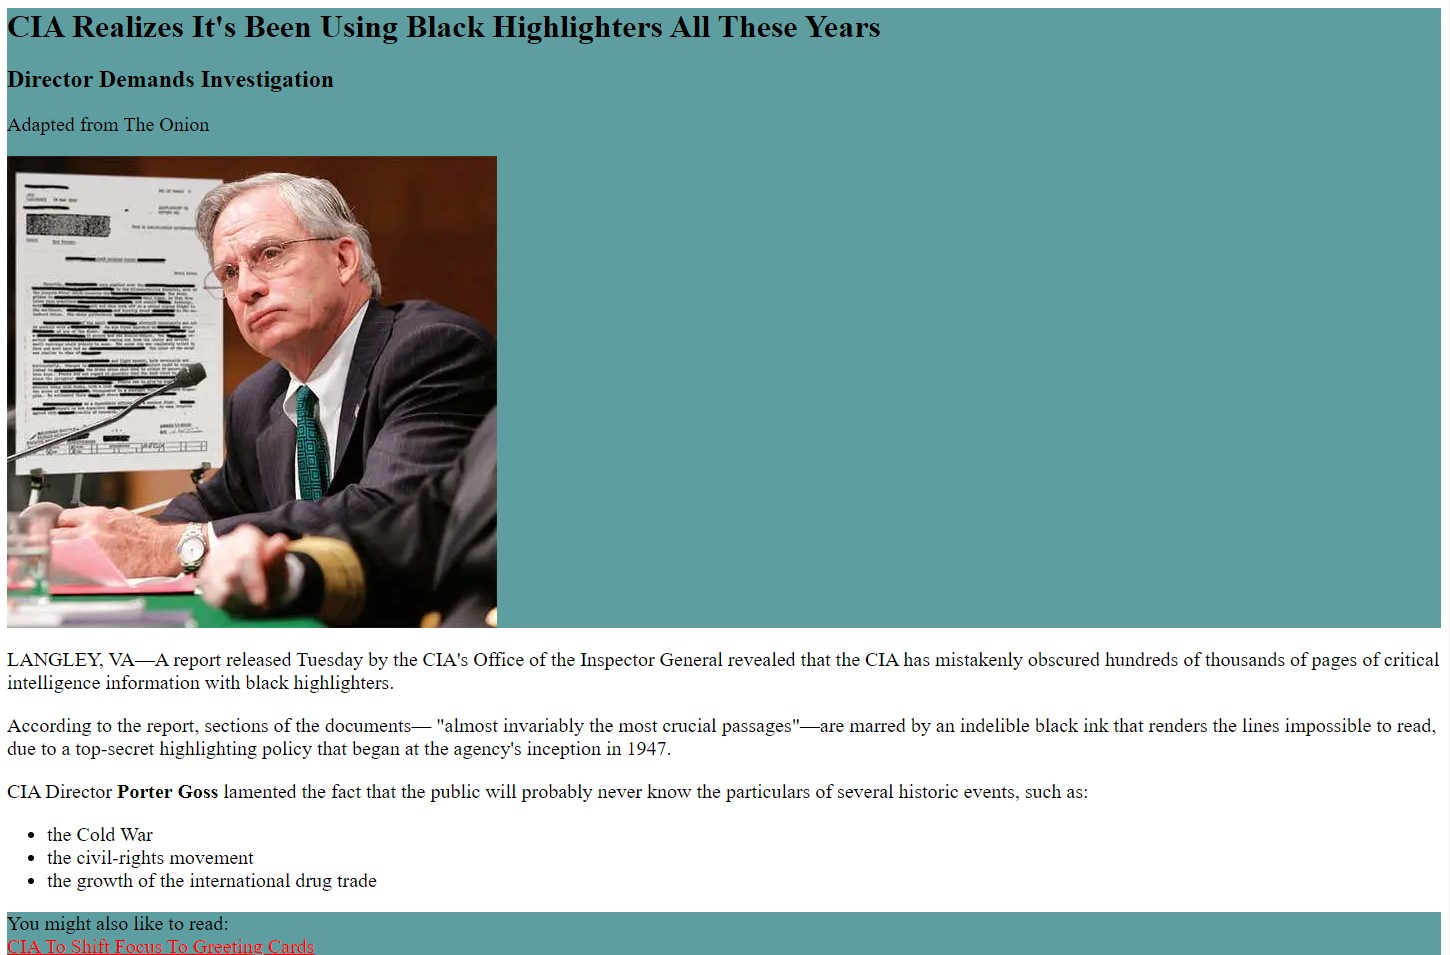 CIA Realizes It's Been Using Black Highlighters All These Years
Director Demands Investigation
Adapted from The Onion
LANGLEY, VA—A report released Tuesday by the CIA's Office of the Inspector General revealed that the CIA has mistakenly obscured hundreds of thousands of pages of critical
intelligence information with black highlighters.
According to the report, sections of the documents— "almost invariably the most crucial passages"—are marred by an indelible black ink that renders the lines impossible to read,
due to a top-secret highlighting policy that began at the agency's inception in 1947.
CIA Director Porter Goss lamented the fact that the public will probably never know the particulars of several historic events, such as:
• the Cold War
• the civil-rights movement
• the growth of the international drug trade
You might also like to read:
CIA To Shift Focus To Greeting Cards